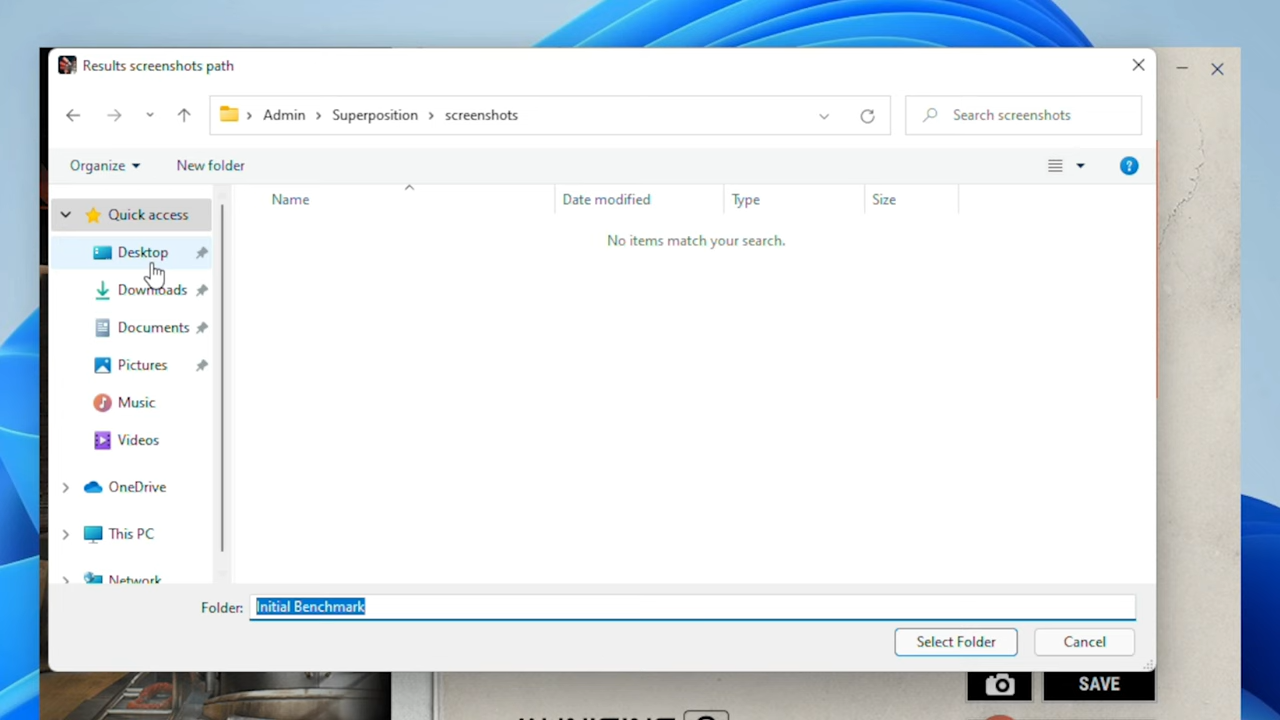 Results screenshots path
Admin > Superposition > screenshots
Search screenshots
Organize
New folder
Name
Date modified
Type
Size
No items match your search.
Quick access
Desktop
Downloads
Documents
Pictures
Music
Videos
OneDrive
This PC
Network
Folder: Initial Benchmark
Select Folder
Cancel
SAVE